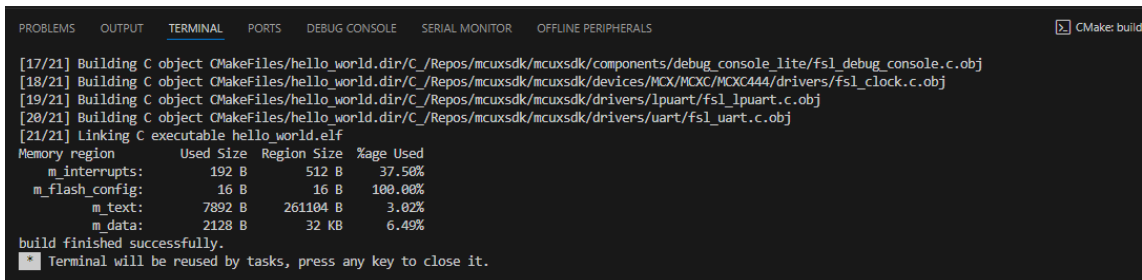 PROBLEMS OUTPUT TERMINAL PORTS DEBUG CONSOLE SERIAL MONITOR OFFLINE PERIPHERALS CMake: build
[17/21] Building C object CMakeFiles/hello_world.dir/C_/Repos/mcuxsdk/mcuxsdk/components/debug_console_lite/fsl_debug_console.c.obj
[18/21] Building C object CMakeFiles/hello_world.dir/C_/Repos/mcuxsdk/mcuxsdk/devices/MCX/MCXC/MCXC444/drivers/fsl_clock.c.obj
[19/21] Building C object CMakeFiles/hello_world.dir/C_/Repos/mcuxsdk/mcuxsdk/drivers/lpuart/fsl_lpuart.c.obj
[20/21] Building C object CMakeFiles/hello_world.dir/C_/Repos/mcuxsdk/mcuxsdk/drivers/uart/fsl_uart.c.obj
[21/21] Linking C executable hello_world.elf
Memory region Used Size Region Size %age Used
m_interrupts: 192 B 512 B 37.50%
m_flash_config: 16 B 16 B 100.00%
m_text: 7892 B 261104 B 3.02%
m_data: 2128 B 32 KB 6.49%
build finished successfully.
* Terminal will be reused by tasks, press any key to close it.